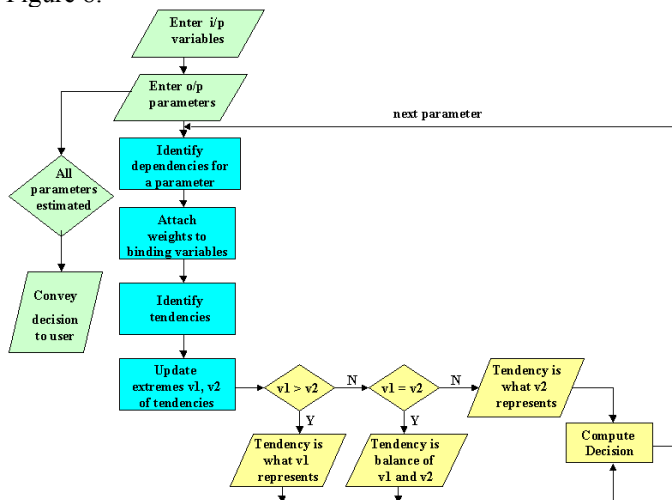 Figure 6.
Enter i/p
variables
Enter o/p
parameters
next parameter
Identify
dependencies for
a parameter
All
parameters
estimated
Attach
weights to
binding variables
Convey
decision
to user
Identify
tendencies
Update
extremes v1, v2
of tendencies
v1 > v2
N
v1 = v2
N
Tendency is
what v2
represents
Y
Y
Tendency is
what v1
represents
Tendency is
balance of
v1 and v2
Compute
Decision